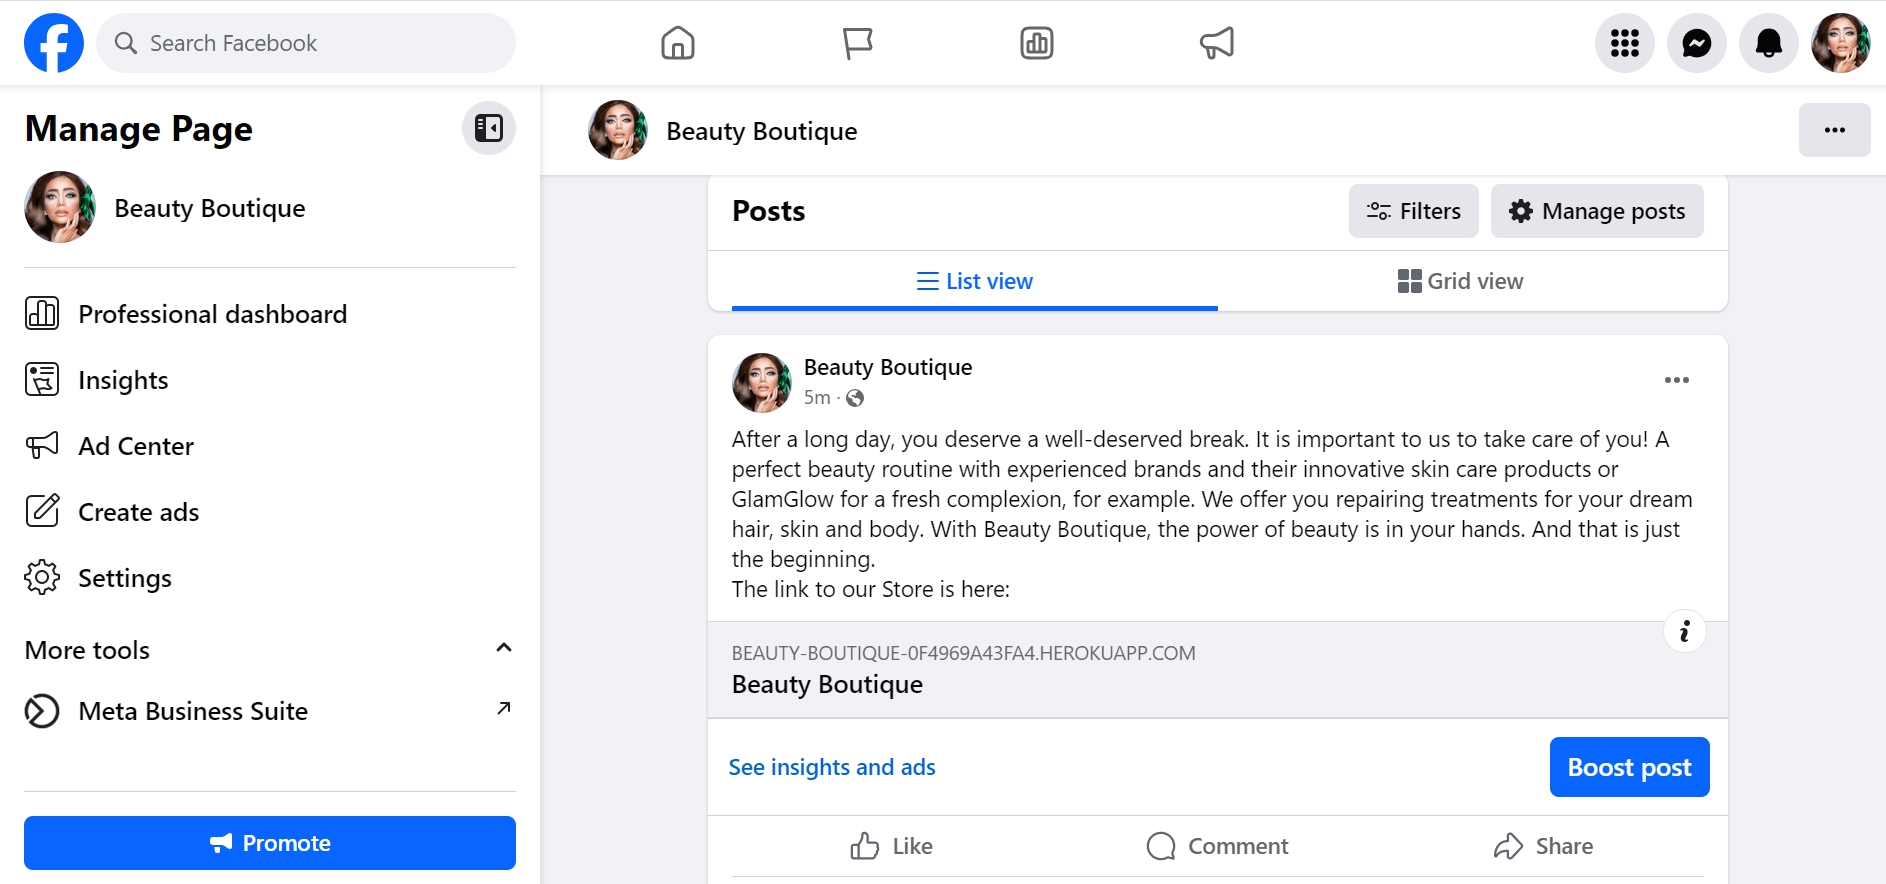 Search Facebook
Manage Page
Beauty Boutique
Professional dashboard
Insights
Ad Center
Create ads
Settings
More tools
Meta Business Suite
Promote
Beauty Boutique
Posts
Filters
Manage posts
List view
Grid view
Beauty Boutique
5m ·
After a long day, you deserve a well-deserved break. It is important to us to take care of you! A
perfect beauty routine with experienced brands and their innovative skin care products or
GlamGlow for a fresh complexion, for example. We offer you repairing treatments for your dream
hair, skin and body. With Beauty Boutique, the power of beauty is in your hands. And that is just
the beginning.
The link to our Store is here:
BEAUTY-BOUTIQUE-0F4969A43FA4.HEROKUAPP.COM
Beauty Boutique
See insights and ads
Boost post
Like
Comment
Share